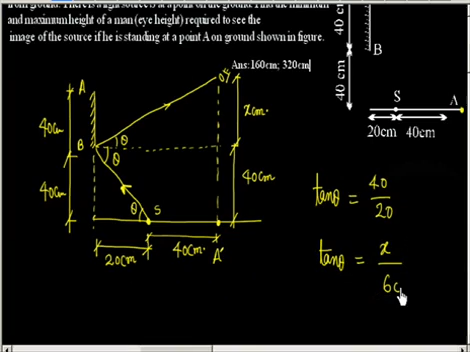 from ground. There is a light source S at a point on the ground. Find the minimum
and maximum height of a man (eye height) required to see the
image of the source if he is standing at a point A on ground shown in figure.
Ans:160cm; 320cm
40 cm
B
40 cm
S
A
20cm
40cm
A
40cm
B
θ
θ
x cm.
40cm
40cm
θ
S
20cm
40cm.
A'
tanθ = 40
20
tanθ = x
60